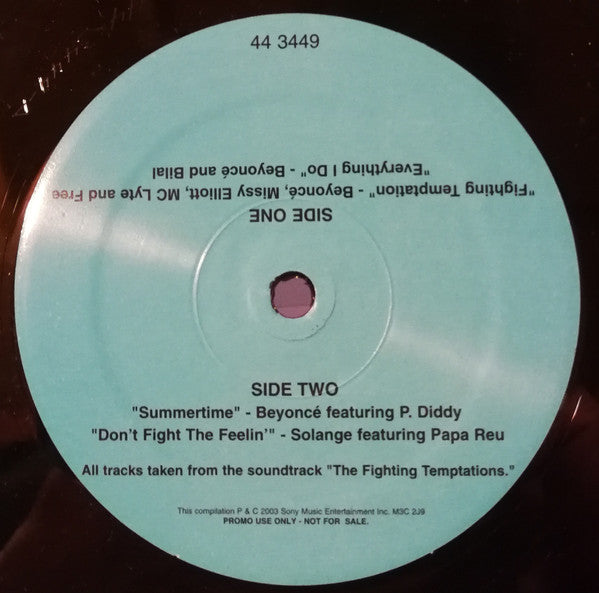 44 3449
SIDE ONE
"Fighting Temptation" - Beyoncé, Missy Elliott, MC Lyte and Free
"Everything I Do" - Beyoncé and Bilal
SIDE TWO
"Summertime" - Beyoncé featuring P. Diddy
"Don't Fight The Feelin'" - Solange featuring Papa Reu
All tracks taken from the soundtrack "The Fighting Temptations."
This compilation P & C 2003 Sony Music Entertainment Inc. M3C 2J9
PROMO USE ONLY - NOT FOR SALE.